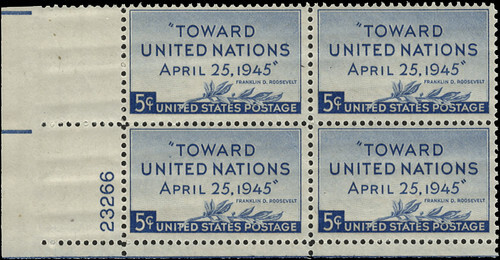 "TOWARD
UNITED NATIONS
APRIL 25, 1945"
FRANKLIN D. ROOSEVELT
5¢ UNITED STATES POSTAGE
"TOWARD
UNITED NATIONS
APRIL 25, 1945"
FRANKLIN D. ROOSEVELT
5¢ UNITED STATES POSTAGE
23266
"TOWARD
UNITED NATIONS
APRIL 25, 1945"
FRANKLIN D. ROOSEVELT
5¢ UNITED STATES POSTAGE
"TOWARD
UNITED NATIONS
APRIL 25, 1945"
FRANKLIN D. ROOSEVELT
5¢ UNITED STATES POSTAGE